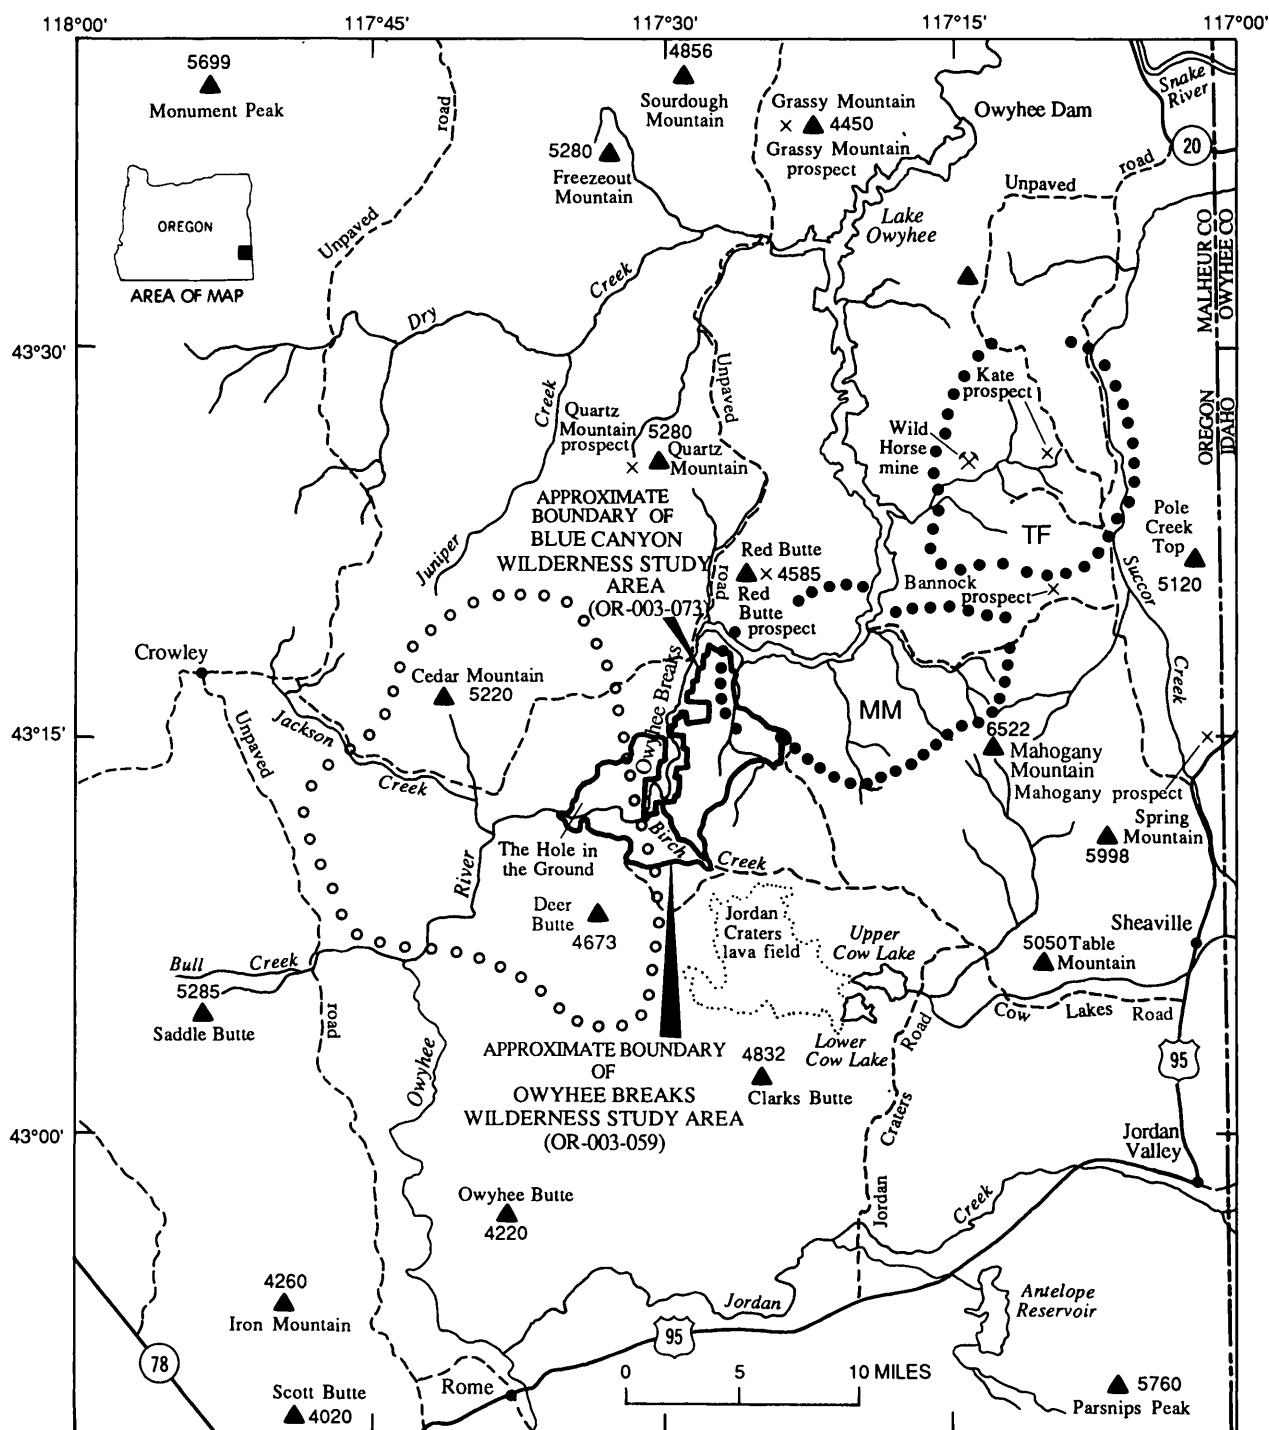 118°00'
117°45'
117°30'
117°15'
117°00'
5699
Monument Peak
road
4856
Sourdough
Mountain
Grassy Mountain
4450
Grassy Mountain
prospect
Owyhee Dam
Snake
River
20
5280
Freezeout
Mountain
road
Unpaved
OREGON
AREA OF MAP
Unpaved
Lake
Owyhee
MALHEUR CO
OWYHEE CO
Creek
Dry
43°30'
Unpaved
Kate
prospect
OREGON
IDAHO
Creek
Quartz
Mountain
prospect
5280
Quartz
Mountain
Wild
Horse
mine
APPROXIMATE
BOUNDARY OF
BLUE CANYON
WILDERNESS STUDY
AREA
(OR-003-073)
TF
Pole
Creek
Top
5120
Juniper
Red Butte
4585
Red
Butte
prospect
road
Bannock
prospect
Succor
Creek
Crowley
Cedar Mountain
5220
Owyhee Breaks
MM
Unpaved
Jackson
Creek
43°15'
6522
Mahogany
Mountain
Mahogany prospect
Spring
Mountain
5998
The Hole in
the Ground
Birch
Creek
River
Deer
Butte
4673
Jordan
Craters
lava field
Upper
Cow Lake
Sheaville
5050 Table
Mountain
Bull
Creek
5285
Saddle Butte
road
Cow
Lakes
Road
Road
Lower
Cow Lake
Owyhee
APPROXIMATE BOUNDARY
OF
OWYHEE BREAKS
WILDERNESS STUDY AREA
(OR-003-059)
4832
Clarks Butte
95
Craters
43°00'
Jordan
Valley
Jordan
Creek
Owyhee Butte
4220
4260
Iron Mountain
Jordan
Antelope
Reservoir
95
78
Rome
0
5
10 MILES
Scott Butte
4020
5760
Parsnips Peak